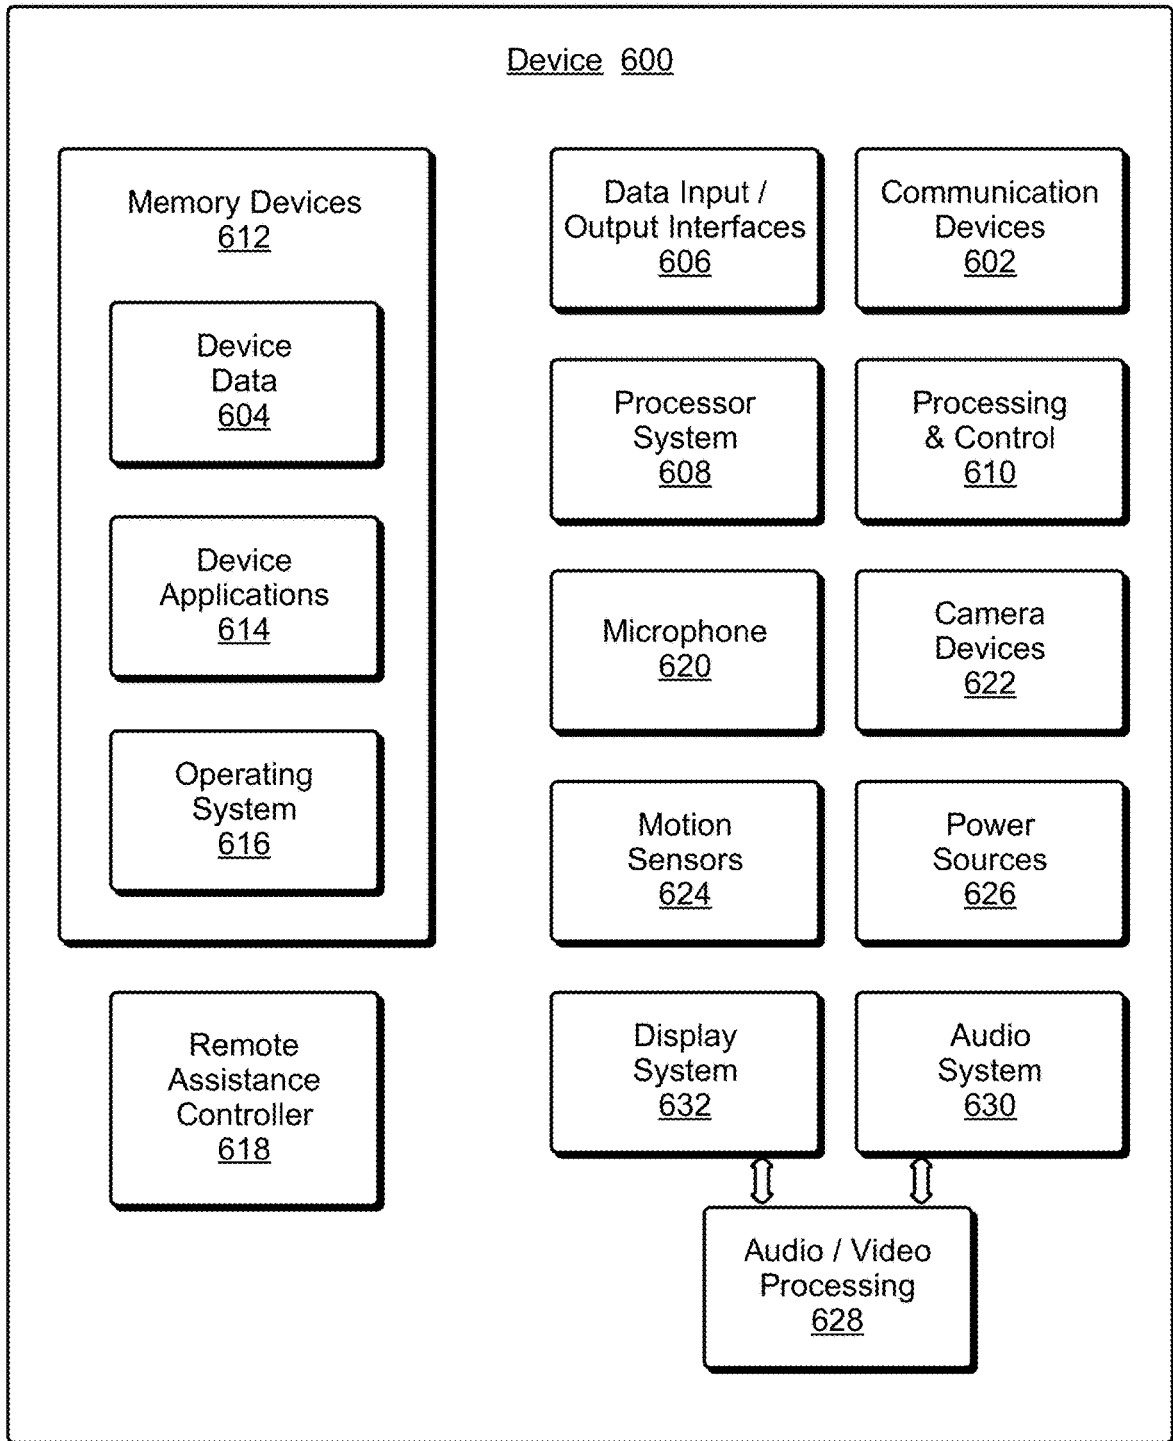 Device 600
Memory Devices
612
Device
Data
604
Device
Applications
614
Operating
System
616
Remote
Assistance
Controller
618
Data Input /
Output Interfaces
606
Communication
Devices
602
Processor
System
608
Processing
& Control
610
Microphone
620
Camera
Devices
622
Motion
Sensors
624
Power
Sources
626
Display
System
632
Audio
System
630
Audio / Video
Processing
628